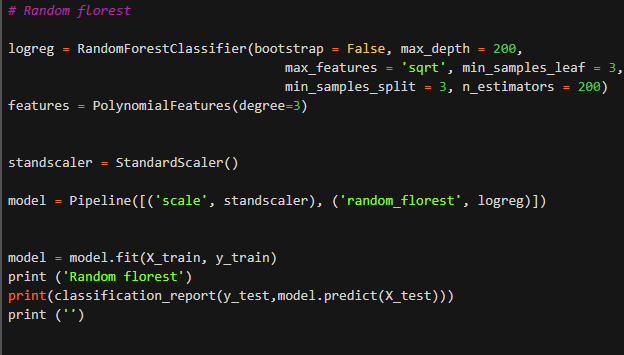 # Random florest
logreg = RandomForestClassifier(bootstrap = False, max_depth = 200,
max_features = 'sqrt', min_samples_leaf = 3,
min_samples_split = 3, n_estimators = 200)
features = PolynomialFeatures(degree=3)
standscaler = StandardScaler()
model = Pipeline([('scale', standscaler), ('random_florest', logreg)])
model = model.fit(X_train, y_train)
print ('Random florest')
print(classification_report(y_test,model.predict(X_test)))
print ('')